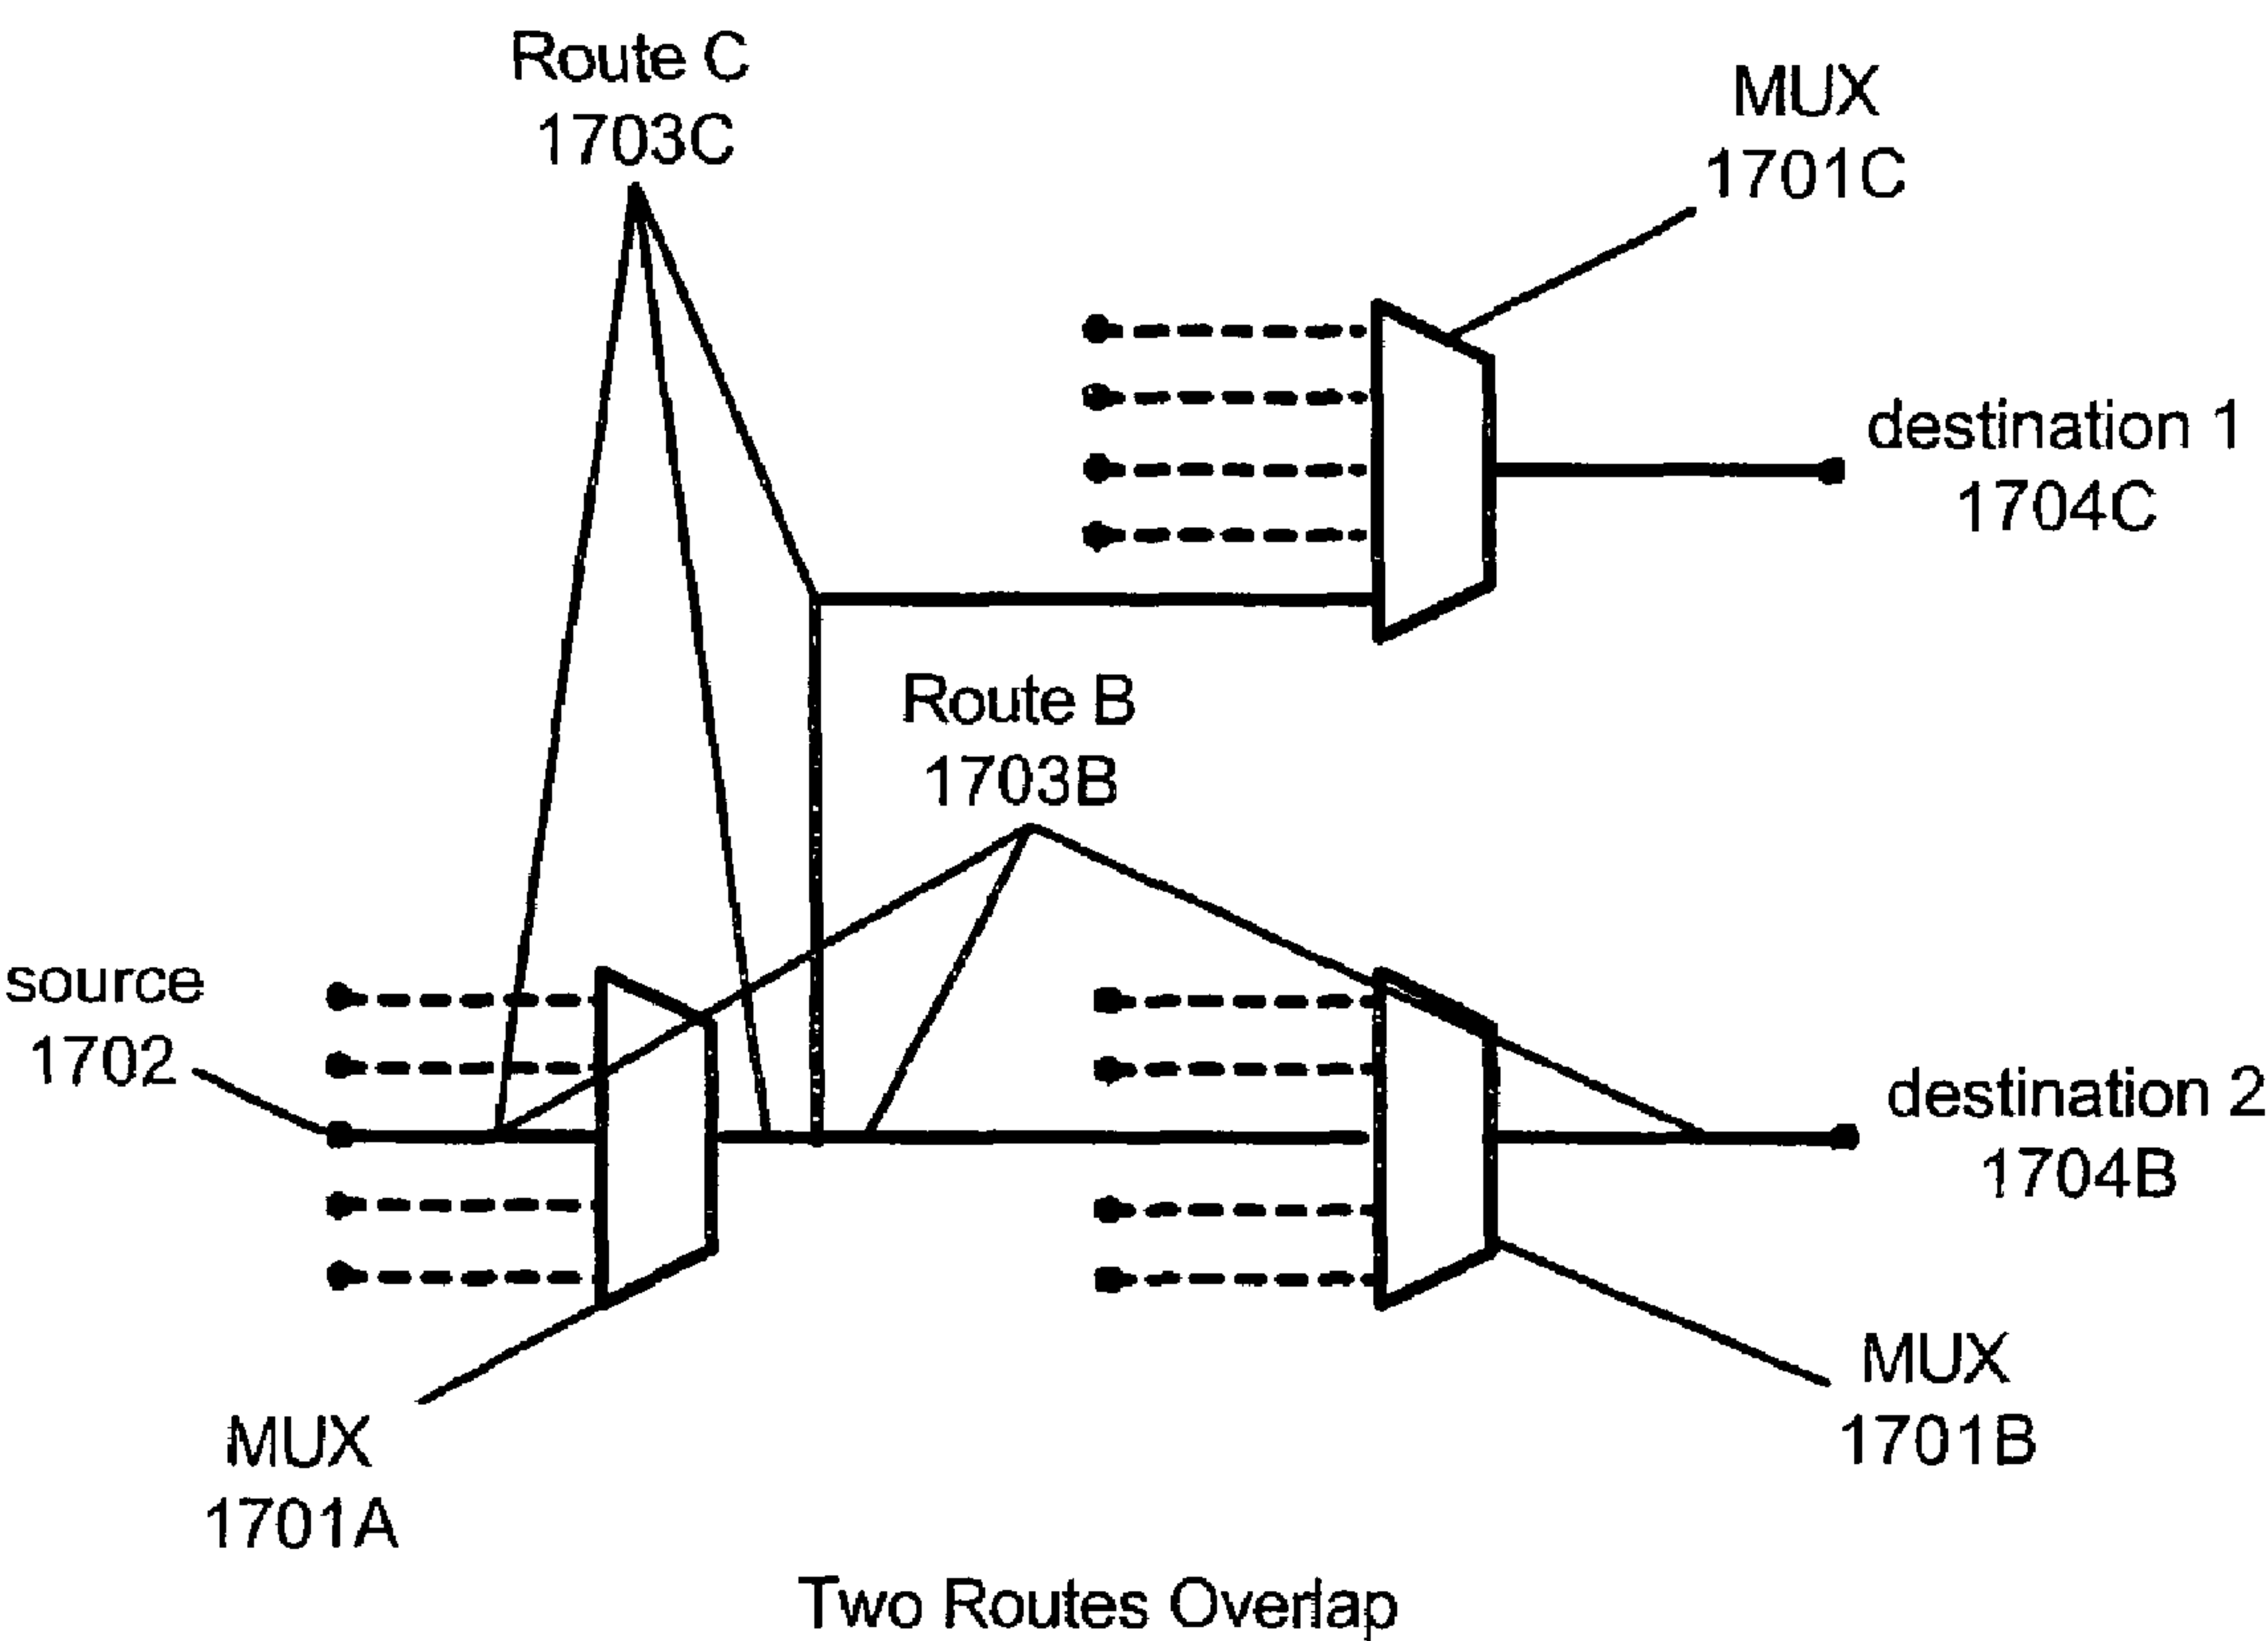 Route C
1703C
MUX
1701C
destination 1
1704C
Route B
1703B
source
1702
destination 2
1704B
MUX
1701B
MUX
1701A
Two Routes Overlap